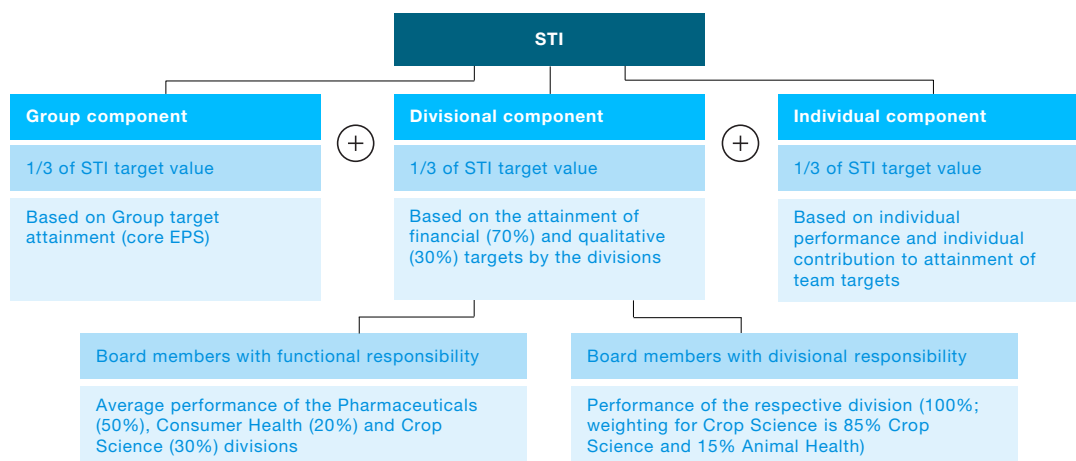 STI
Group component
1/3 of STI target value
Based on Group target
attainment (core EPS)
+
Divisional component
1/3 of STI target value
Based on the attainment of
financial (70%) and qualitative
(30%) targets by the divisions
+
Individual component
1/3 of STI target value
Based on individual
performance and individual
contribution to attainment of
team targets
Board members with functional responsibility
Average performance of the Pharmaceuticals
(50%), Consumer Health (20%) and Crop
Science (30%) divisions
Board members with divisional responsibility
Performance of the respective division (100%;
weighting for Crop Science is 85% Crop
Science and 15% Animal Health)